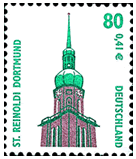 80
0,41 €
DEUTSCHLAND
ST. REINOLDI DORTMUND